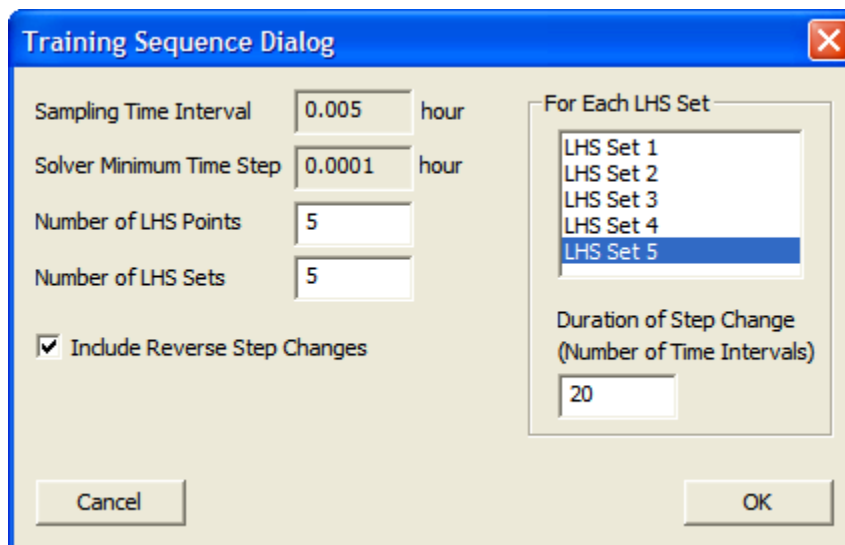 Training Sequence Dialog
Sampling Time Interval 0.005 hour
Solver Minimum Time Step 0.0001 hour
Number of LHS Points 5
Number of LHS Sets 5
Include Reverse Step Changes
For Each LHS Set
LHS Set 1
LHS Set 2
LHS Set 3
LHS Set 4
LHS Set 5
Duration of Step Change
(Number of Time Intervals)
20
Cancel
OK